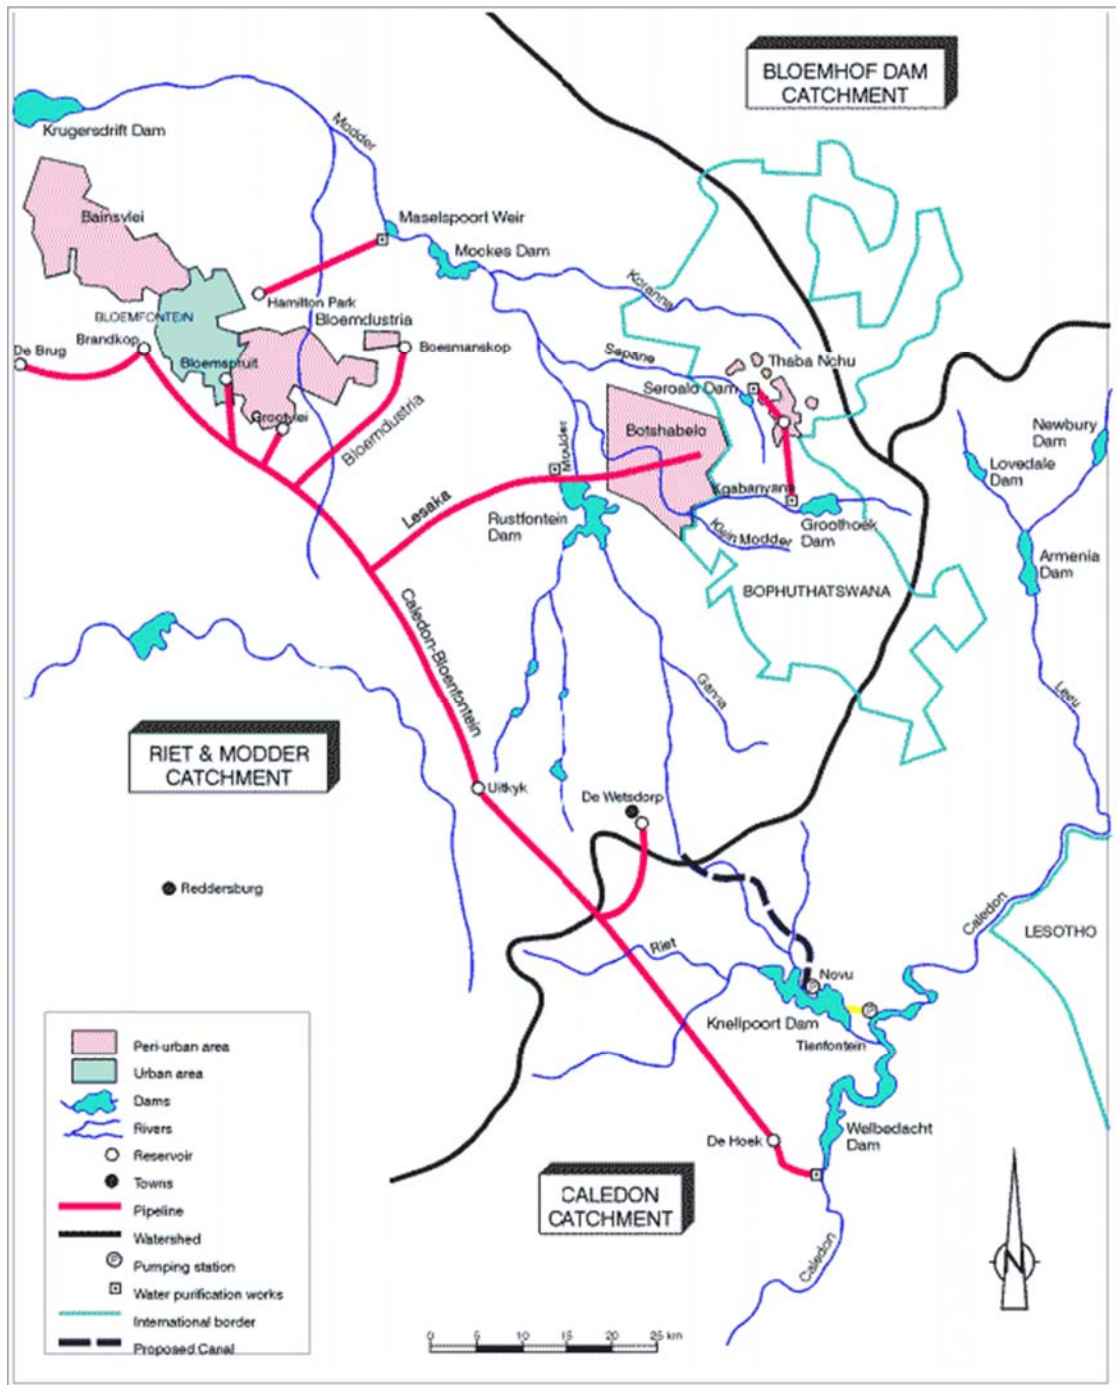 BLOEMHOF DAM
CATCHMENT
Krugersdrift Dam
Modder
Bainsvlei
Maselspoort Weir
Mockes Dam
Koranna
Hamilton Park
BLOEMFONTEIN
Bloemdustria
Brandkop
De Brug
Boesmanskop
Bloemspruit
Sepane
Thaba Nchu
Seroalo Dam
Grootvlei
Bloemdustria
Modder
Botshabelo
Newbury
Dam
Lovedale
Dam
Kgabanyana
Lesaka
Rustfontein
Dam
Klein Modder
Groothoek
Dam
Armenia
Dam
BOPHUTHATSWANA
Caledon-Bloenfontein
Garvia
Leeu
RIET & MODDER
CATCHMENT
Uitkyk
De Wetsdorp
Reddersburg
Caledon
LESOTHO
Riet
Novu
Knellpoort Dam
Tienfontein
P
P
Welbedacht
Dam
De Hoek
CALEDON
CATCHMENT
Caledon
N
Peri-urban area
Urban area
Dams
Rivers
Reservoir
Towns
Pipeline
Watershed
P
Pumping station
Water purification works
International border
Proposed Canal
0 5 10 15 20 25 km